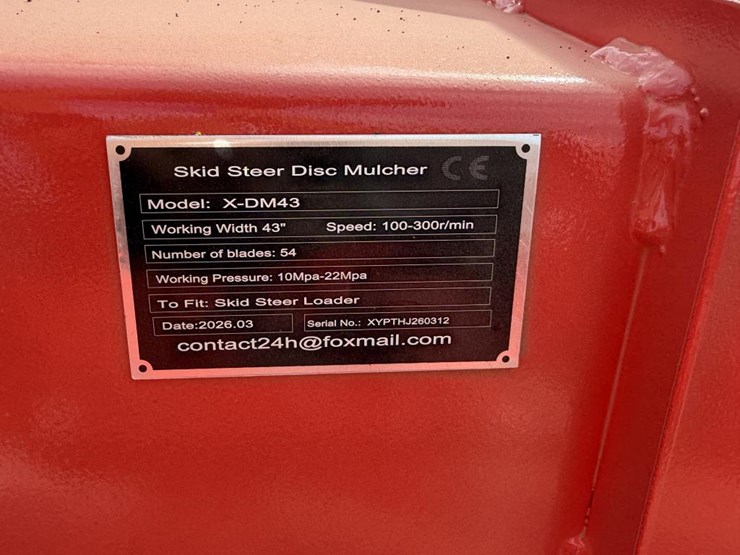 Skid Steer Disc Mulcher CE
Model: X-DM43
Working Width 43" Speed: 100-300r/min
Number of blades: 54
Working Pressure: 10Mpa-22Mpa
To Fit: Skid Steer Loader
Date:2026.03 Serial No.: XYPTHJ260312
contact24h@foxmail.com